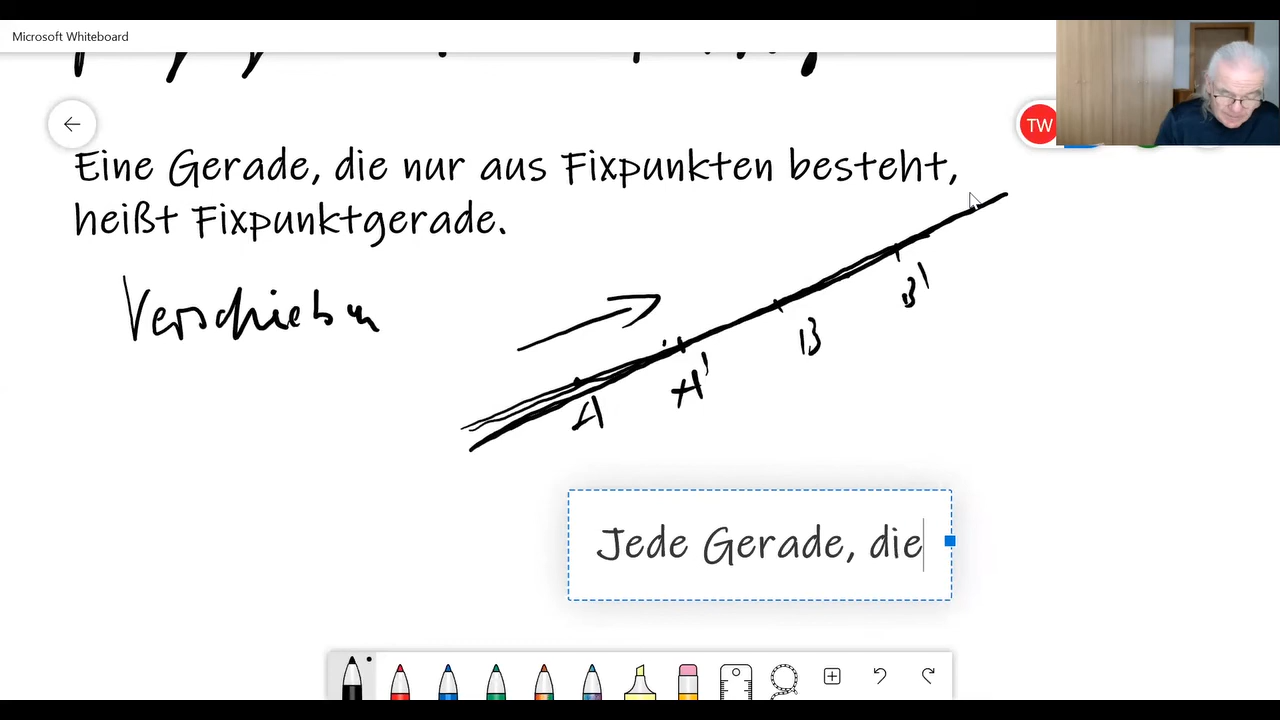 Microsoft Whiteboard
TW
Eine Gerade, die nur aus Fixpunkten besteht,
heißt Fixpunktgerade.
Verschieben
B'
B
A'
A
Jede Gerade, die